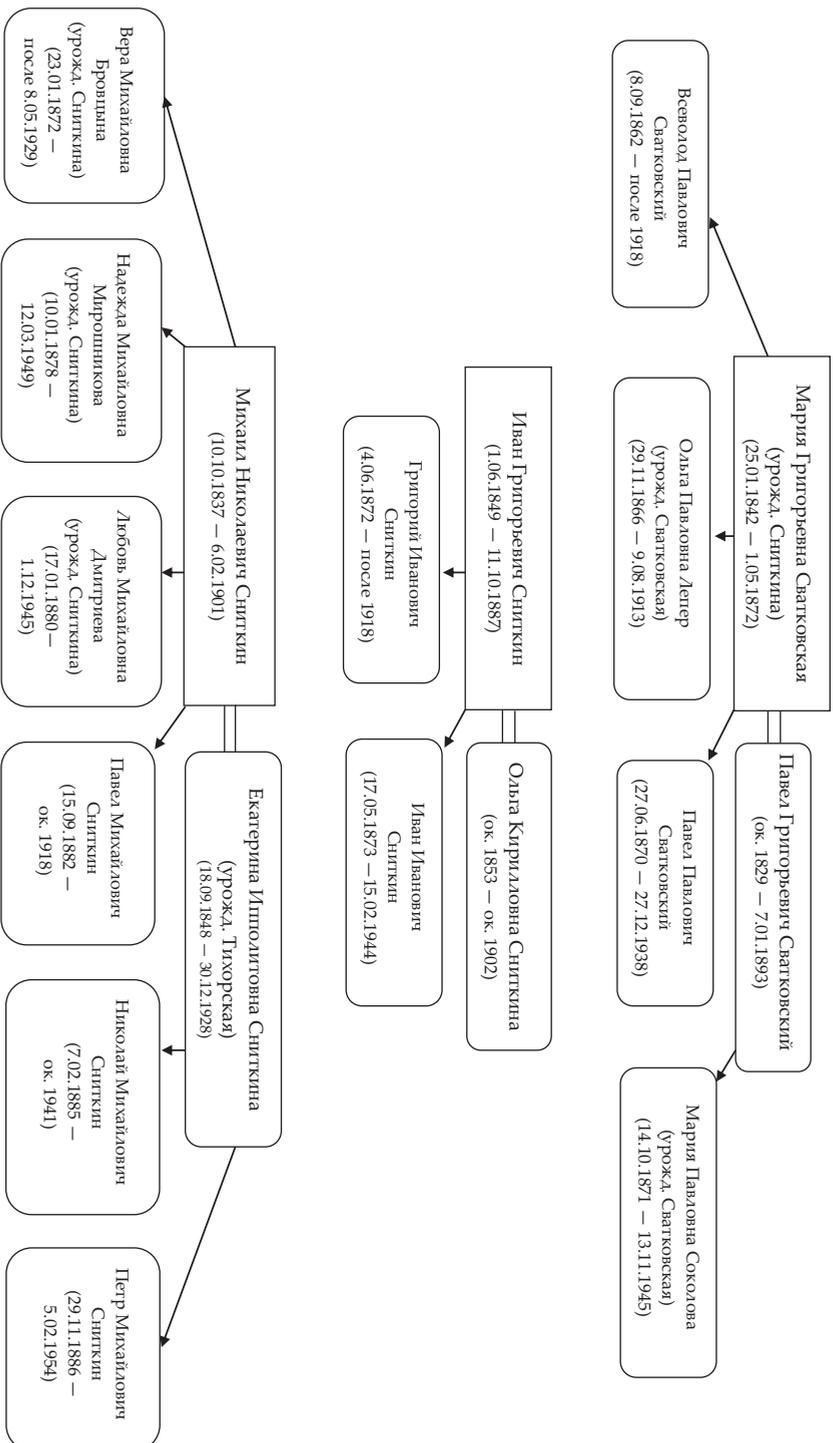 Мария Григорьевна Сватковская
(урожд. Сниткина)
(25.01.1842 — 1.05.1872)
Павел Григорьевич Сватковский
(ок. 1829 — 7.01.1893)
Всеволод Павлович
Сватковский
(8.09.1862 — после 1918)
Ольга Павловна Лепер
(урожд. Сватковская)
(29.11.1866 — 9.08.1913)
Павел Павлович
Сватковский
(27.06.1870 — 27.12.1938)
Мария Павловна Соколова
(урожд. Сватковская)
(14.10.1871 — 13.11.1945)
Иван Григорьевич Сниткин
(1.06.1849 — 11.10.1887)
Ольга Кирилловна Сниткина
(ок. 1853 — ок. 1902)
Григорий Иванович
Сниткин
(4.06.1872 — после 1918)
Иван Иванович
Сниткин
(17.05.1873 — 15.02.1944)
Михаил Николаевич Сниткин
(10.10.1837 — 6.02.1901)
Екатерина Ипполитовна Сниткина
(урожд. Тихорская)
(18.09.1848 — 30.12.1928)
Вера Михайловна
Бровцына
(урожд. Сниткина)
(23.01.1872 —
после 8.05.1929)
Надежда Михайловна
Мирошникова
(урожд. Сниткина)
(10.01.1878 —
12.03.1949)
Любовь Михайловна
Дмитриева
(урожд. Сниткина)
(17.01.1880—
1.12.1945)
Павел Михайлович
Сниткин
(15.09.1882 —
ок. 1918)
Николай Михайлович
Сниткин
(7.02.1885 —
ок. 1941)
Петр Михайлович
Сниткин
(29.11.1886 —
5.02.1954)